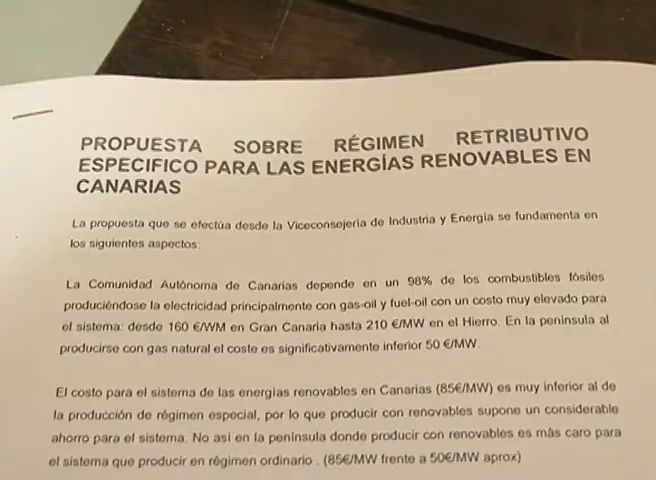 PROPUESTA SOBRE RÉGIMEN RETRIBUTIVO
ESPECIFICO PARA LAS ENERGÍAS RENOVABLES EN
CANARIAS
La propuesta que se efectúa desde la Viceconsejería de Industria y Energía se fundamenta en
los siguientes aspectos:
La Comunidad Autónoma de Canarias depende en un 98% de los combustibles fósiles
produciéndose la electricidad principalmente con gas-oil y fuel-oil con un costo muy elevado para
el sistema: desde 160 €/WM en Gran Canaria hasta 210 €/MW en el Hierro. En la península al
producirse con gas natural el coste es significativamente inferior 50 €/MW.
El costo para el sistema de las energías renovables en Canarias (85€/MW) es muy inferior al de
la producción de régimen especial, por lo que producir con renovables supone un considerable
ahorro para el sistema. No así en la península donde producir con renovables es más caro para
el sistema que producir en régimen ordinario . (85€/MW frente a 50€/MW aprox)